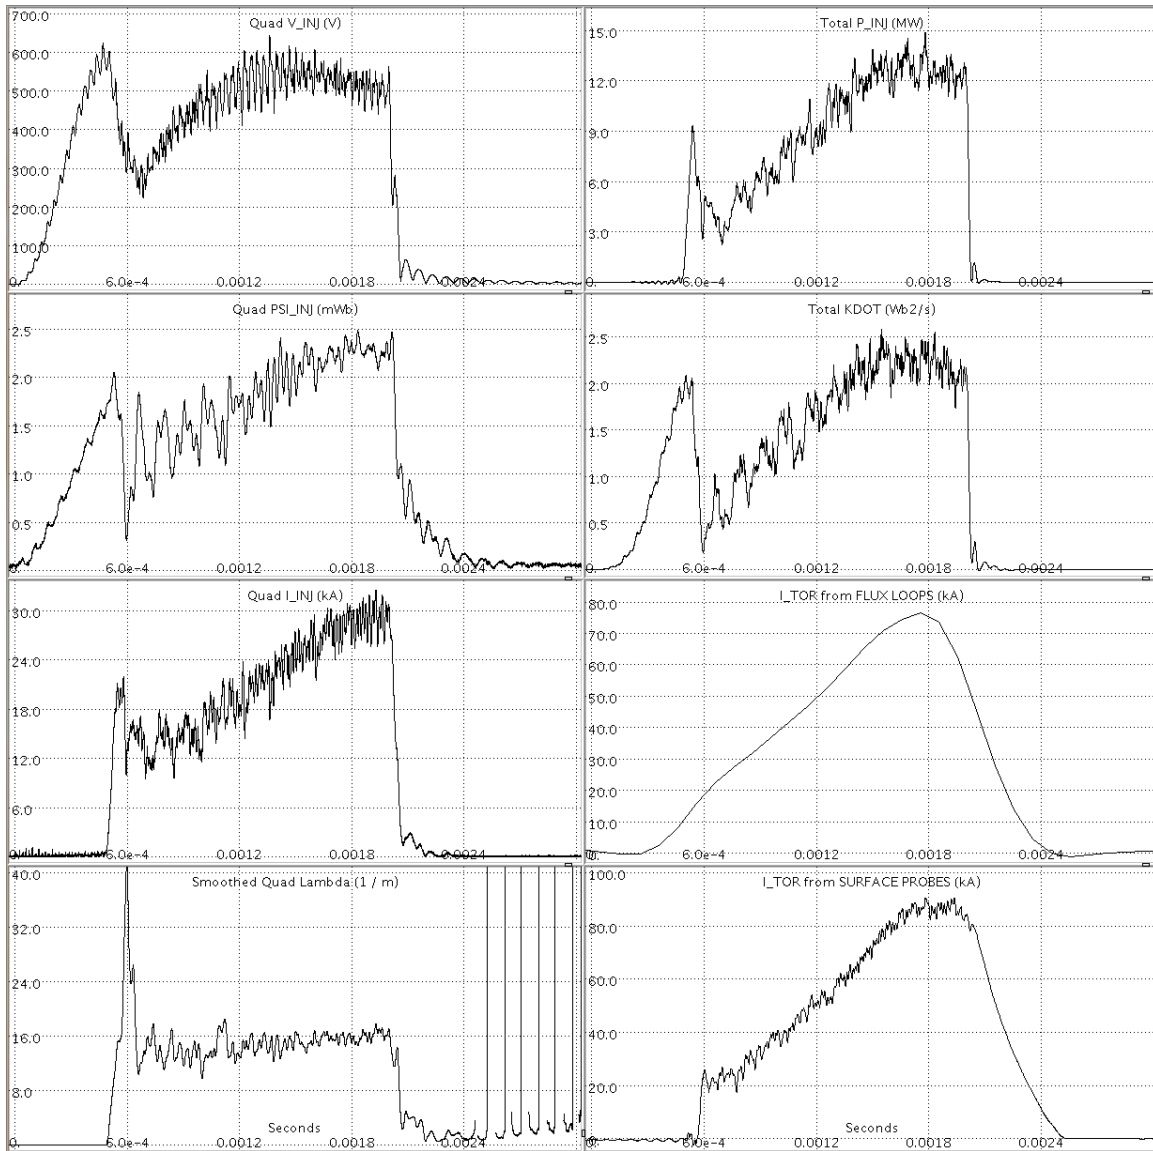 Quad V_INJ (V)
700.0
600.0
500.0
400.0
300.0
200.0
100.0
0. 6.0e-4 0.0012 0.0018 0.0024
Total P_INJ (MW)
15.0
12.0
9.0
6.0
3.0
0. 6.0e-4 0.0012 0.0018 0.0024
Quad PSI_INJ (mWb)
2.5
2.0
1.5
1.0
0.5
0. 6.0e-4 0.0012 0.0018 0.0024
Total KDOT (Wb2/s)
2.5
2.0
1.5
1.0
0.5
0. 6.0e-4 0.0012 0.0018 0.0024
Quad I_INJ (kA)
30.0
24.0
18.0
12.0
6.0
0. 6.0e-4 0.0012 0.0018 0.0024
I_TOR from FLUX LOOPS (kA)
80.0
70.0
60.0
50.0
40.0
30.0
20.0
10.0
0. 6.0e-4 0.0012 0.0018 0.0024
Smoothed Quad Lambda (1 / m)
40.0
32.0
24.0
16.0
8.0
Seconds
0. 6.0e-4 0.0012 0.0018 0.0024
I_TOR from SURFACE PROBES (kA)
100.0
80.0
60.0
40.0
20.0
Seconds
0. 6.0e-4 0.0012 0.0018 0.0024